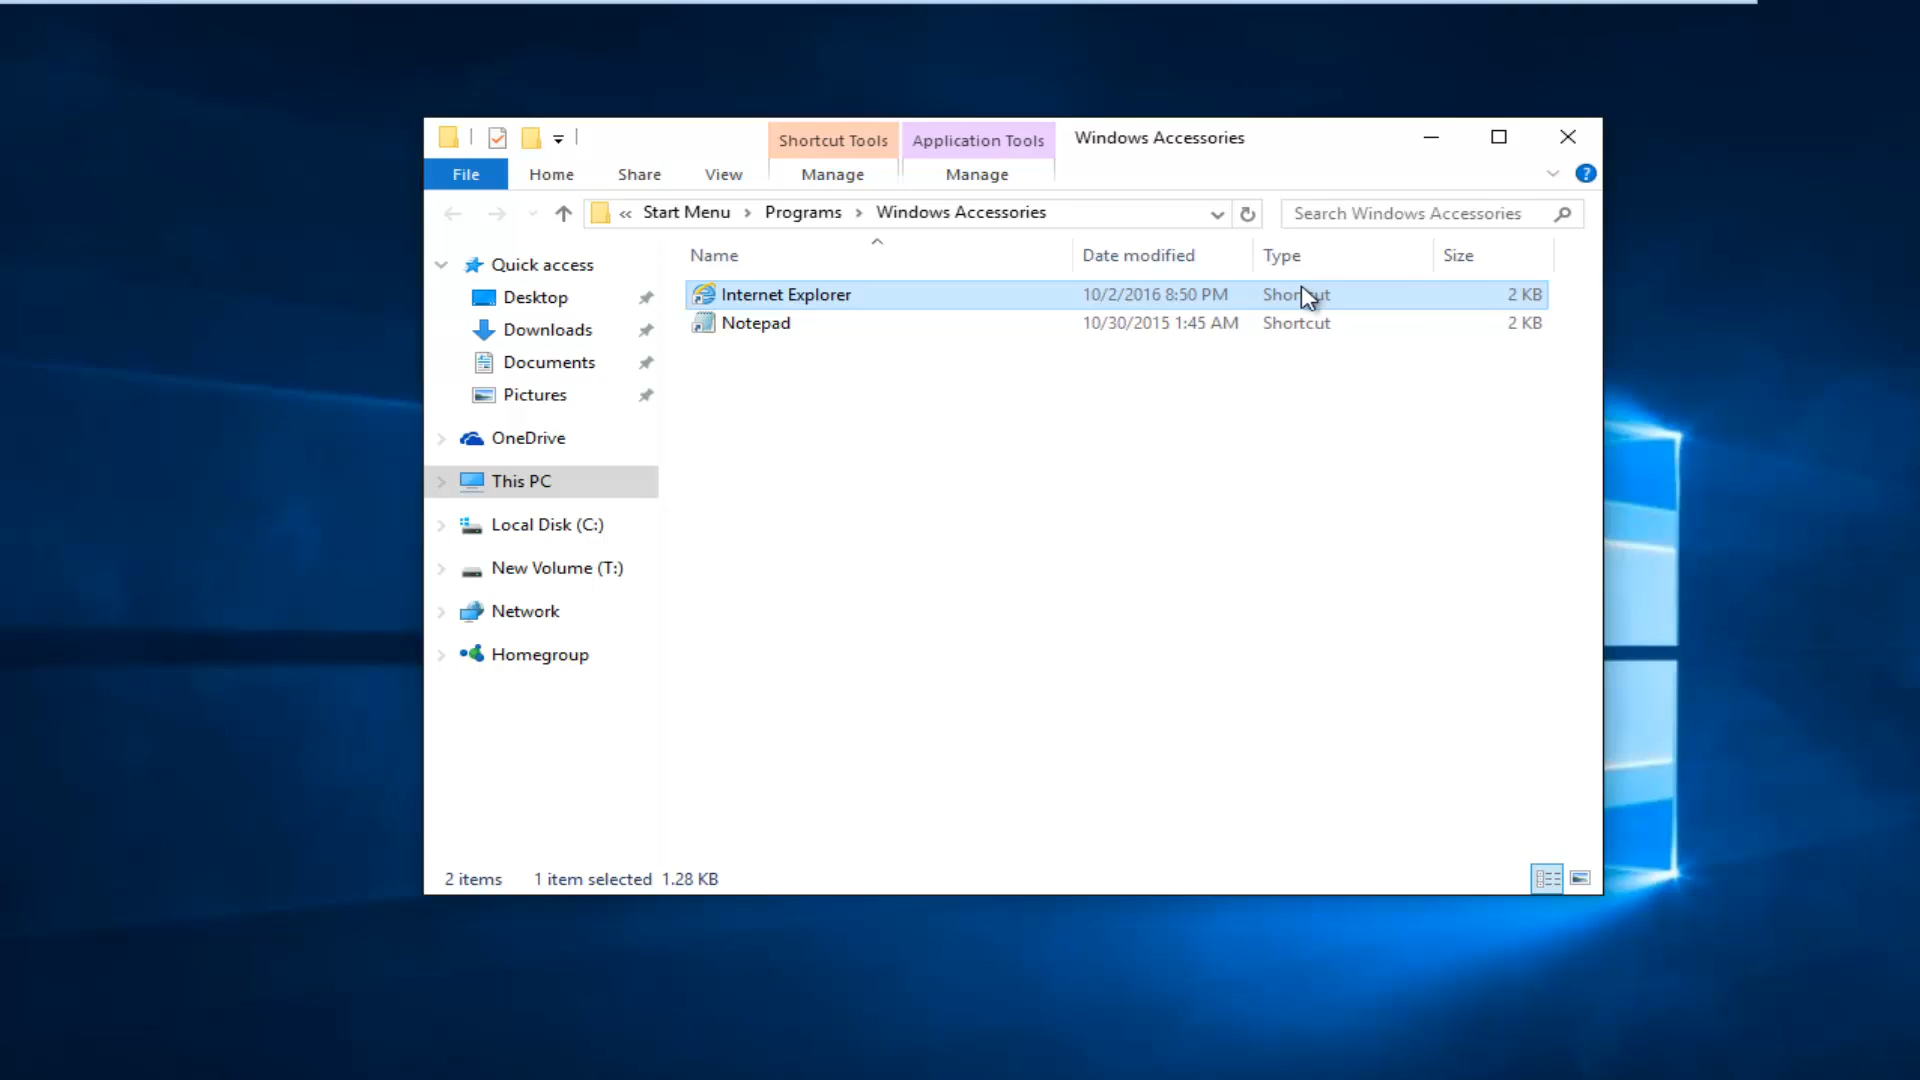 Shortcut Tools Application Tools Windows Accessories
File Home Share View Manage Manage ?
« Start Menu > Programs > Windows Accessories Search Windows Accessories
Name Date modified Type Size
Quick access
Desktop
Downloads
Documents
Pictures
OneDrive
This PC
Local Disk (C:)
New Volume (T:)
Network
Homegroup
Internet Explorer 10/2/2016 8:50 PM Shortcut 2 KB
Notepad 10/30/2015 1:45 AM Shortcut 2 KB
2 items 1 item selected 1.28 KB